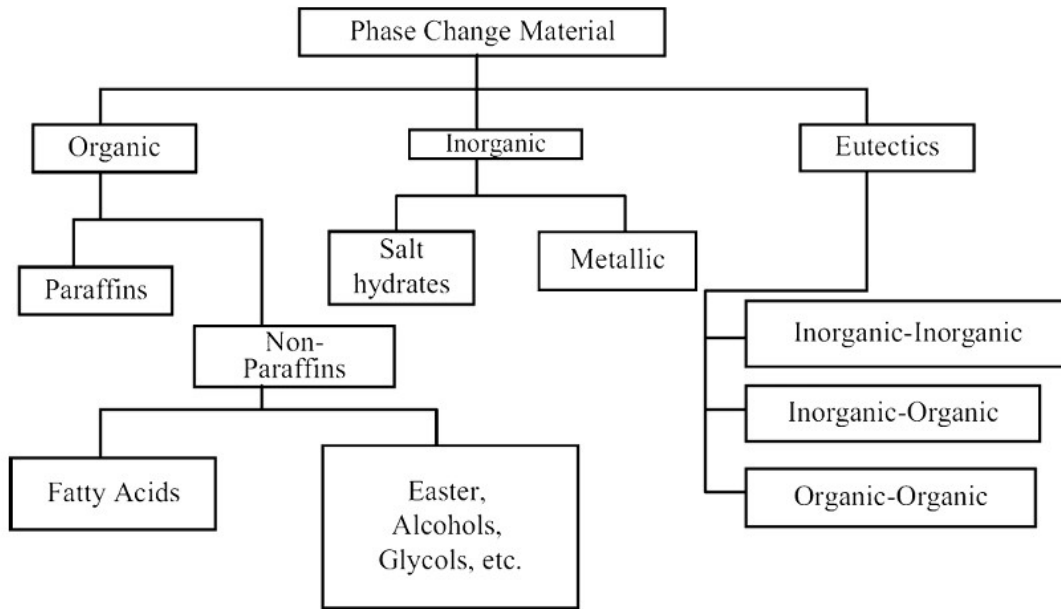 Phase Change Material
Organic
Inorganic
Eutectics
Salt
hydrates
Metallic
Paraffins
Non-
Paraffins
Inorganic-Inorganic
Inorganic-Organic
Organic-Organic
Fatty Acids
Easter,
Alcohols,
Glycols, etc.